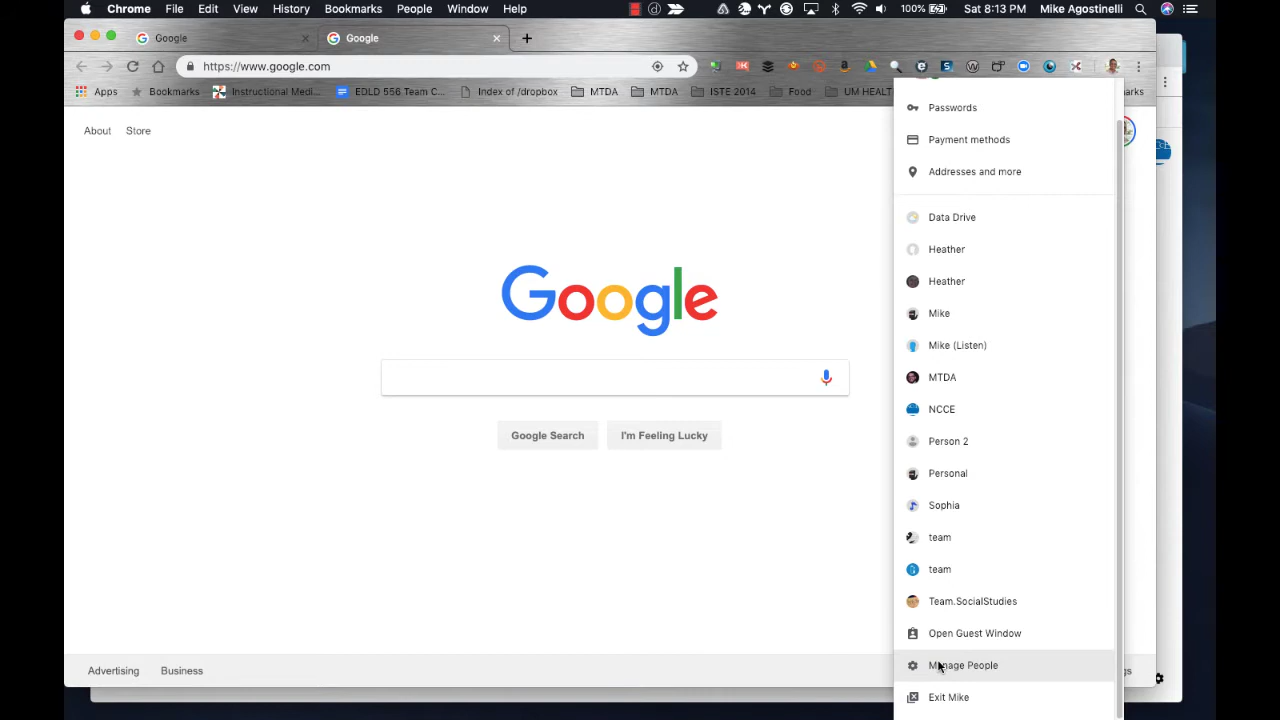 Chrome File Edit View History Bookmarks People Window Help 100% Sat 8:13 PM Mike Agostinelli
Google Google
https://www.google.com
Apps Bookmarks Instructional Medi... EDLD 556 Team C... Index of /dropbox MTDA MTDA ISTE 2014 Food UM HEALT
About Store
Passwords
Payment methods
Addresses and more
Data Drive
Heather
Heather
Google
Mike
Mike (Listen)
MTDA
NCCE
Google Search I'm Feeling Lucky
Person 2
Personal
Sophia
team
team
Team.SocialStudies
Open Guest Window
Manage People
Advertising Business
Exit Mike